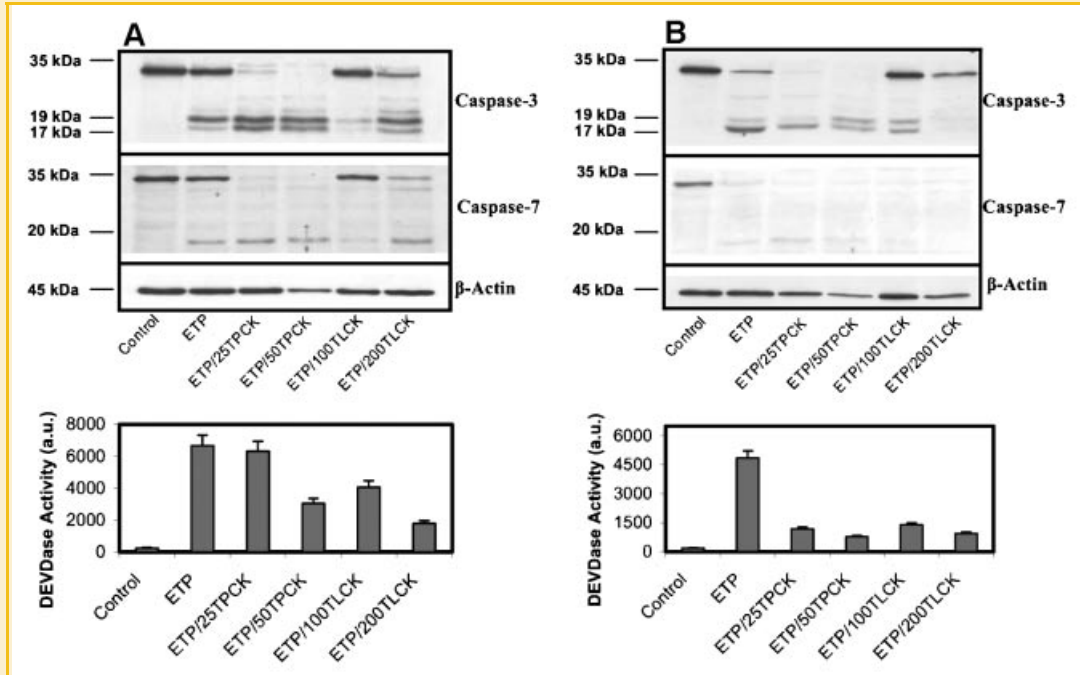 A
35 kDa
19 kDa
17 kDa
Caspase-3
35 kDa
20 kDa
Caspase-7
45 kDa
β-Actin
Control
ETP
ETP/25TPCK
ETP/50TPCK
ETP/100TLCK
ETP/200TLCK
DEVDase Activity (a.u.)
8000
6000
4000
2000
0
Control
ETP
ETP/25TPCK
ETP/50TPCK
ETP/100TLCK
ETP/200TLCK
B
35 kDa
19 kDa
17 kDa
Caspase-3
35 kDa
20 kDa
Caspase-7
45 kDa
β-Actin
Control
ETP
ETP/25TPCK
ETP/50TPCK
ETP/100TLCK
ETP/200TLCK
DEVDase Activity (a.u.)
6000
4500
3000
1500
0
Control
ETP
ETP/25TPCK
ETP/50TPCK
ETP/100TLCK
ETP/200TLCK